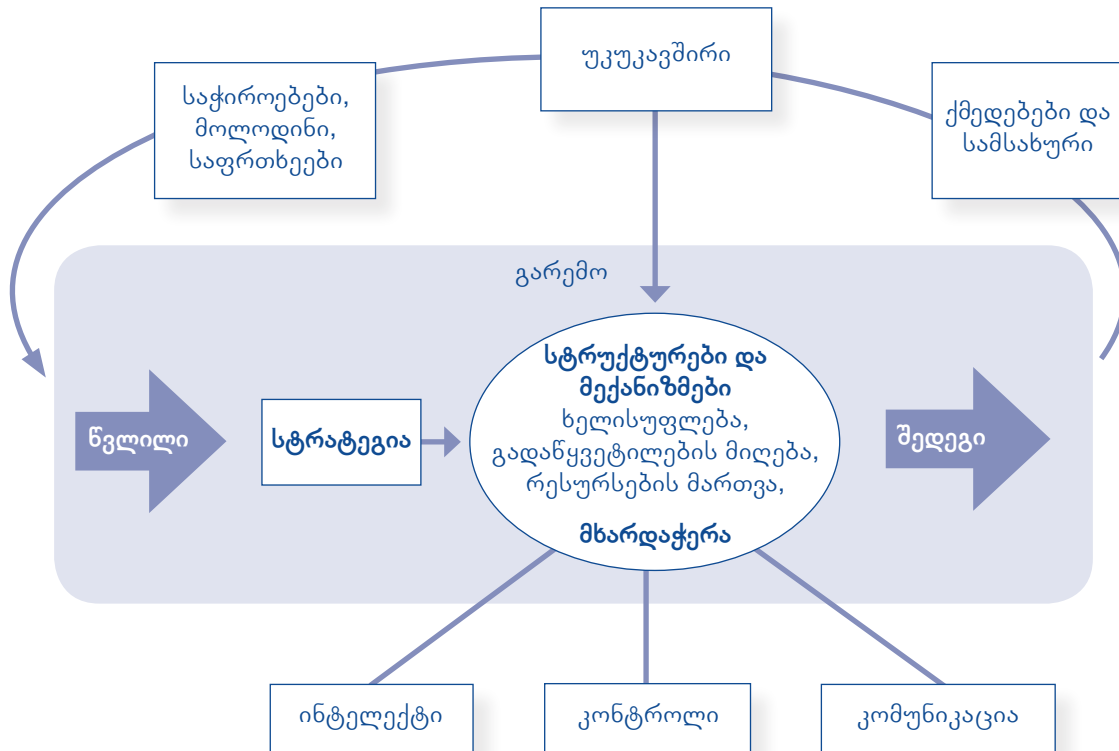 უკუკავშირი
საჭიროებები,
მოლოდინი,
საფრთხეები
ქმედებები და
სამსახური
გარემო
წვლილი
სტრატეგია
სტრუქტურები და
მექანიზმები
ხელისუფლება,
გადაწყვეტილების მიღება,
რესურსების მართვა,
მხარდაჭერა
შედეგი
ინტელექტი
კონტროლი
კომუნიკაცია